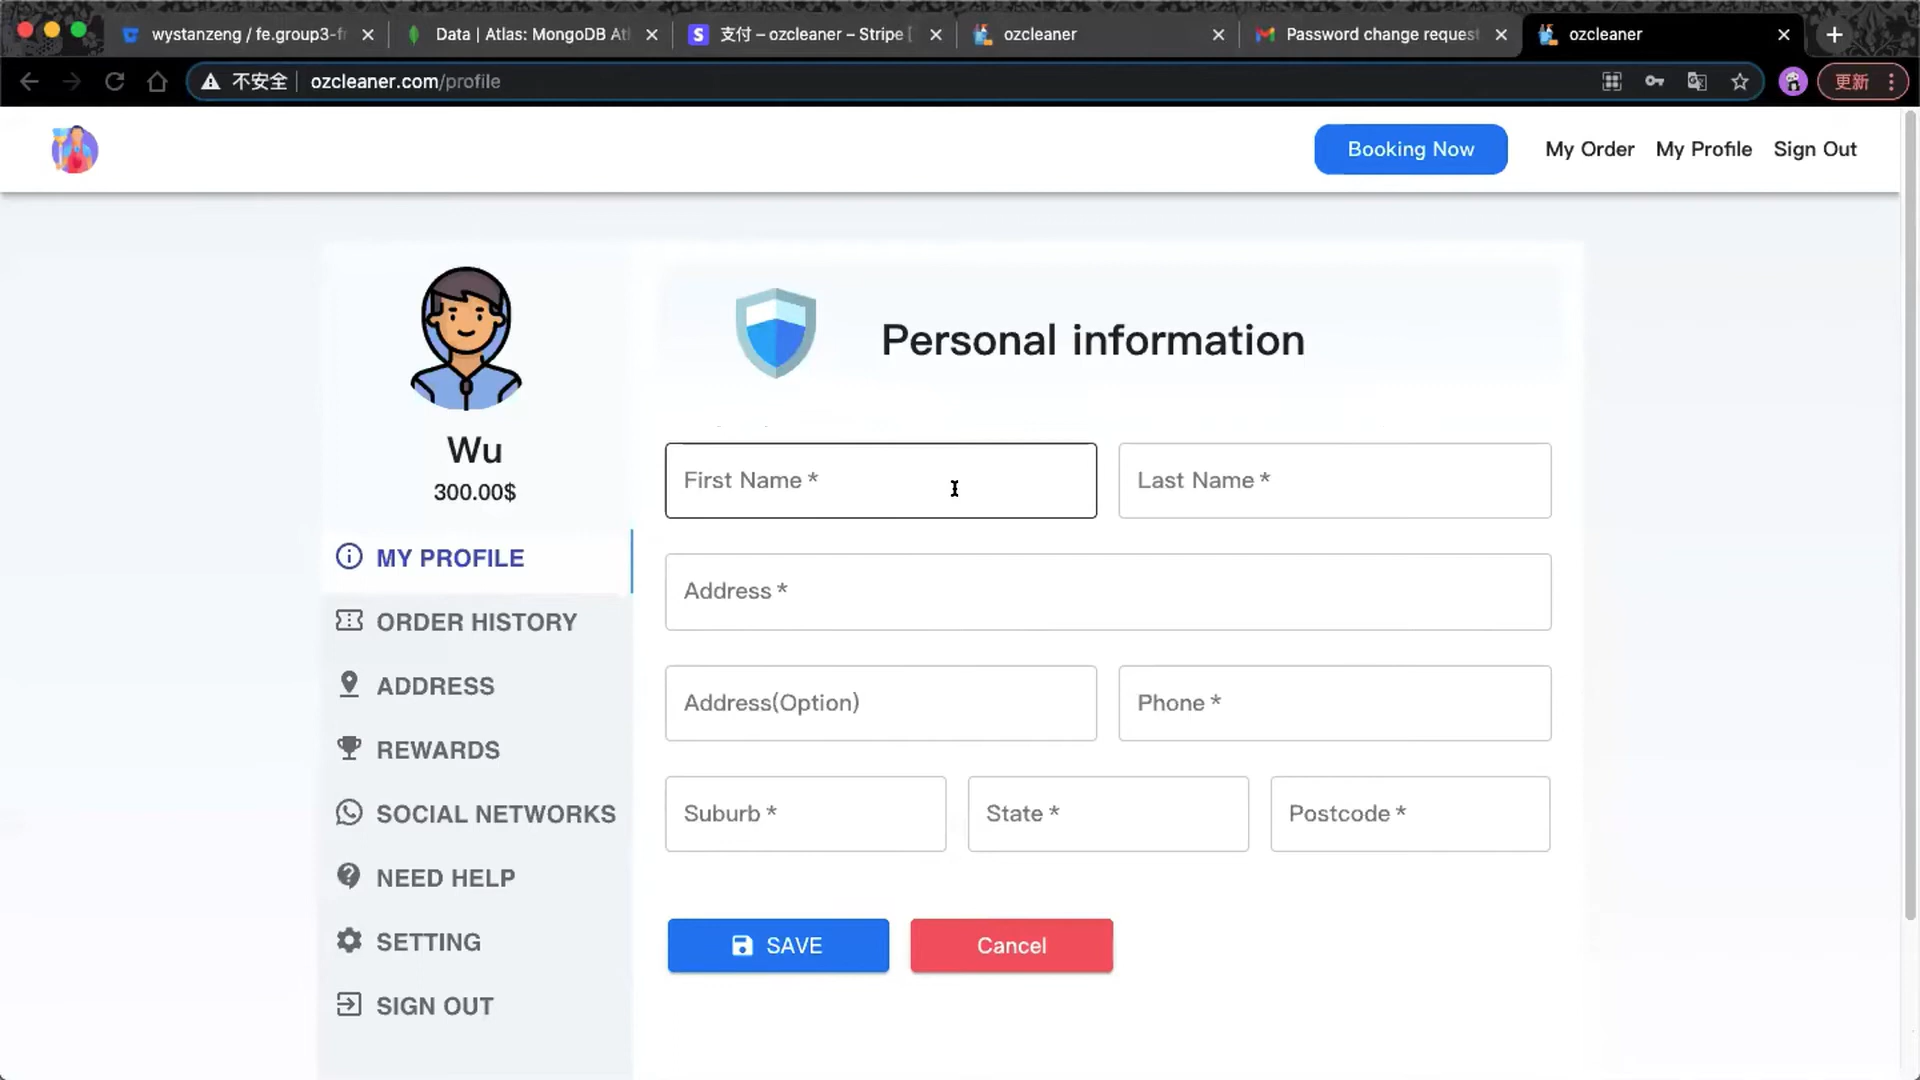 wystanzeng / fe.group3-fr
Data | Atlas: MongoDB Atl
支付 – ozcleaner – Stripe [
ozcleaner
Password change request
ozcleaner
不安全
ozcleaner.com/profile
更新
Booking Now
My Order
My Profile
Sign Out
Wu
300.00$
MY PROFILE
ORDER HISTORY
ADDRESS
REWARDS
SOCIAL NETWORKS
NEED HELP
SETTING
SIGN OUT
Personal information
First Name *
Last Name *
Address *
Address(Option)
Phone *
Suburb *
State *
Postcode *
SAVE
Cancel